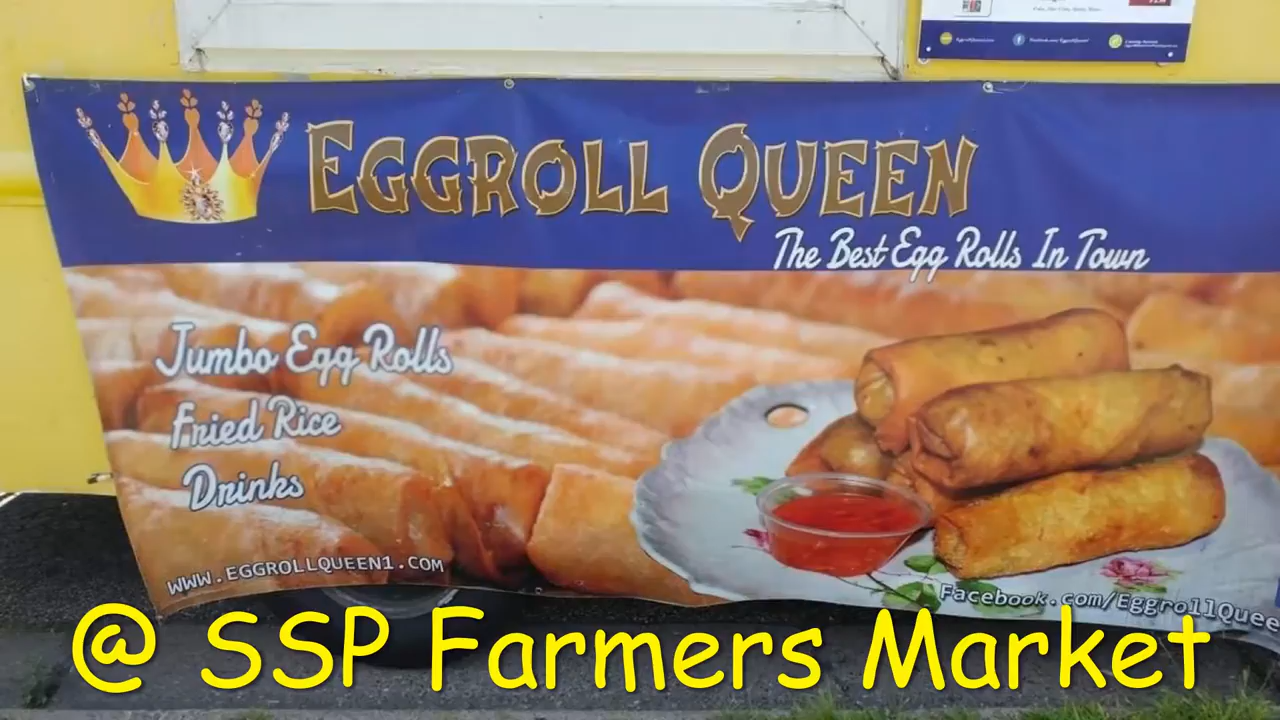 EGGROLL QUEEN
The Best Egg Rolls In Town
Jumbo Egg Rolls
Fried Rice
Drinks
WWW.EGGROLLQUEEN1.COM
Facebook.com/EggrollQuee
@ SSP Farmers Market